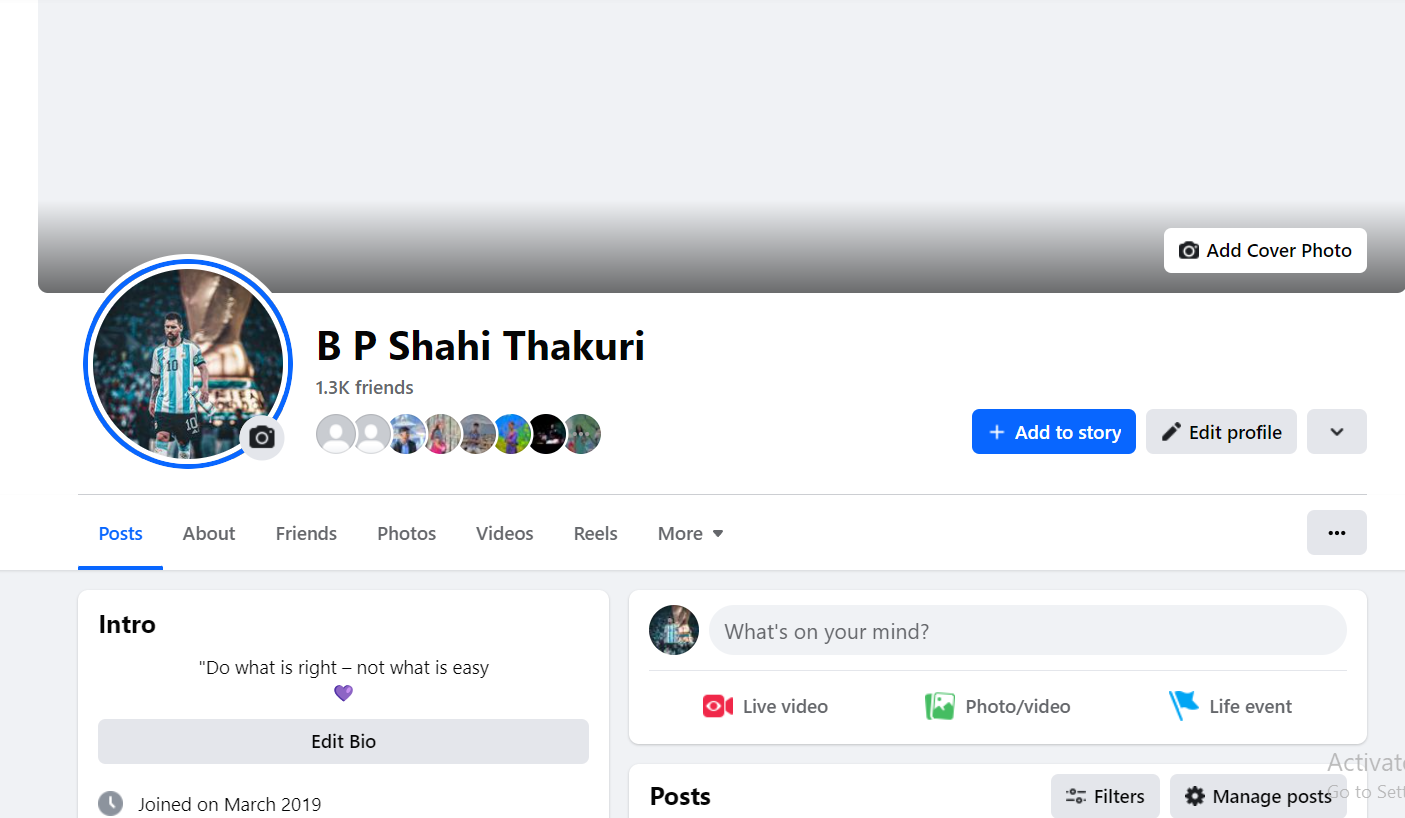 Add Cover Photo
B P Shahi Thakuri
1.3K friends
10
10
+ Add to story
Edit profile
Posts
About
Friends
Photos
Videos
Reels
More
Intro
"Do what is right – not what is easy
💜
Edit Bio
Joined on March 2019
What's on your mind?
Live video
Photo/video
Life event
Posts
Filters
Manage posts
Activate
Go to Sett